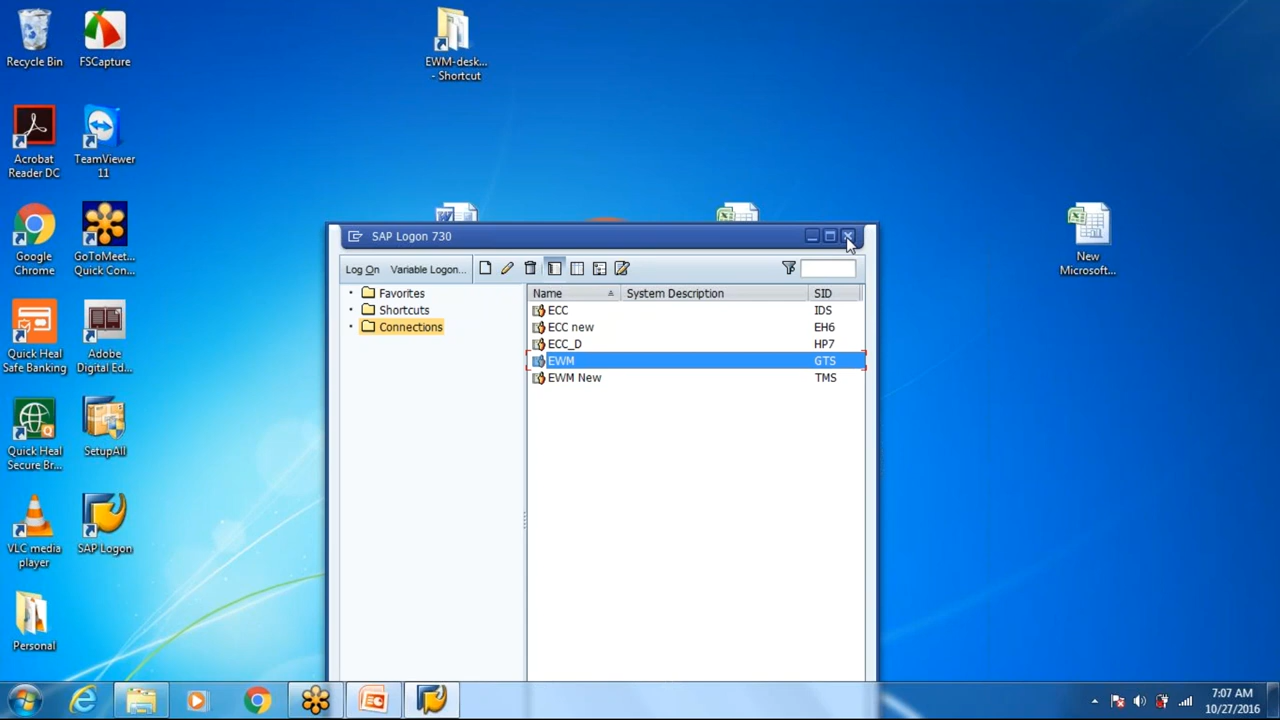 Recycle Bin
FSCapture
EWM-desk...
- Shortcut
Acrobat
Reader DC
TeamViewer
11
Google
Chrome
GoToMeet...
Quick Con...
New
Microsoft...
Quick Heal
Safe Banking
Adobe
Digital Ed...
Quick Heal
Secure Br...
SetupAll
VLC media
player
SAP Logon
Personal
SAP Logon 730
Log On Variable Logon...
Favorites
Shortcuts
Connections
Name System Description SID
ECC IDS
ECC new EH6
ECC_D HP7
EWM GTS
EWM New TMS
7:07 AM
10/27/2016